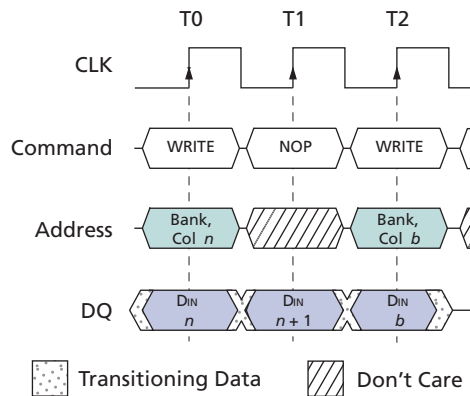 T0 T1 T2
CLK
Command WRITE NOP WRITE
Address Bank, Col n Bank, Col b
DQ DIN n DIN n + 1 DIN b
Transitioning Data Don't Care